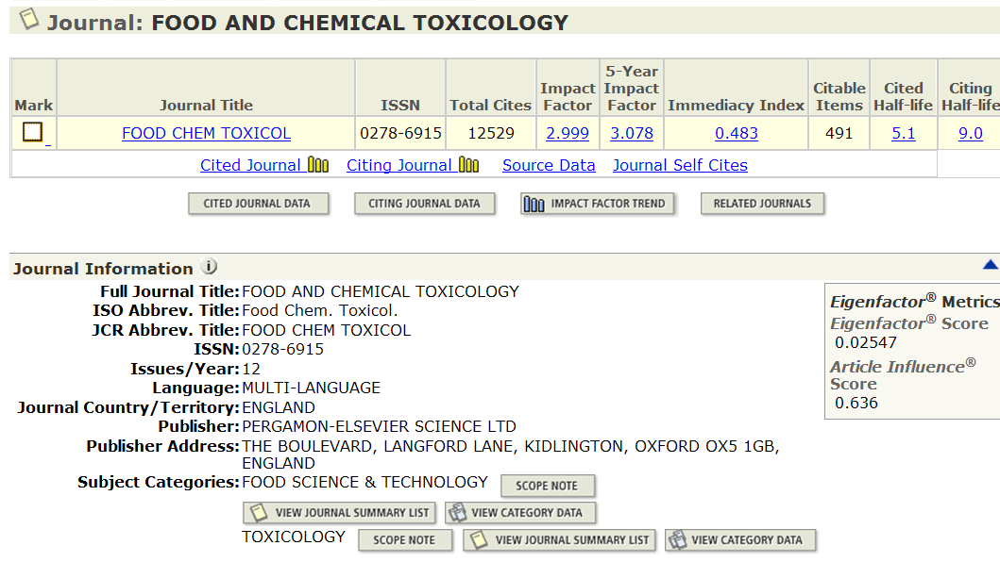 Journal: FOOD AND CHEMICAL TOXICOLOGY
Mark Journal Title ISSN Total Cites Impact Factor 5-Year Impact Factor Immediacy Index Citable Items Cited Half-life Citing Half-life
FOOD CHEM TOXICOL 0278-6915 12529 2.999 3.078 0.483 491 5.1 9.0
Cited Journal Citing Journal Source Data Journal Self Cites
CITED JOURNAL DATA CITING JOURNAL DATA IMPACT FACTOR TREND RELATED JOURNALS
Journal Information i
Full Journal Title: FOOD AND CHEMICAL TOXICOLOGY
ISO Abbrev. Title: Food Chem. Toxicol.
JCR Abbrev. Title: FOOD CHEM TOXICOL
ISSN: 0278-6915
Issues/Year: 12
Language: MULTI-LANGUAGE
Journal Country/Territory: ENGLAND
Publisher: PERGAMON-ELSEVIER SCIENCE LTD
Publisher Address: THE BOULEVARD, LANGFORD LANE, KIDLINGTON, OXFORD OX5 1GB,
ENGLAND
Subject Categories: FOOD SCIENCE & TECHNOLOGY SCOPE NOTE
VIEW JOURNAL SUMMARY LIST VIEW CATEGORY DATA
TOXICOLOGY SCOPE NOTE VIEW JOURNAL SUMMARY LIST VIEW CATEGORY DATA
Eigenfactor® Metrics
Eigenfactor® Score
0.02547
Article Influence®
Score
0.636